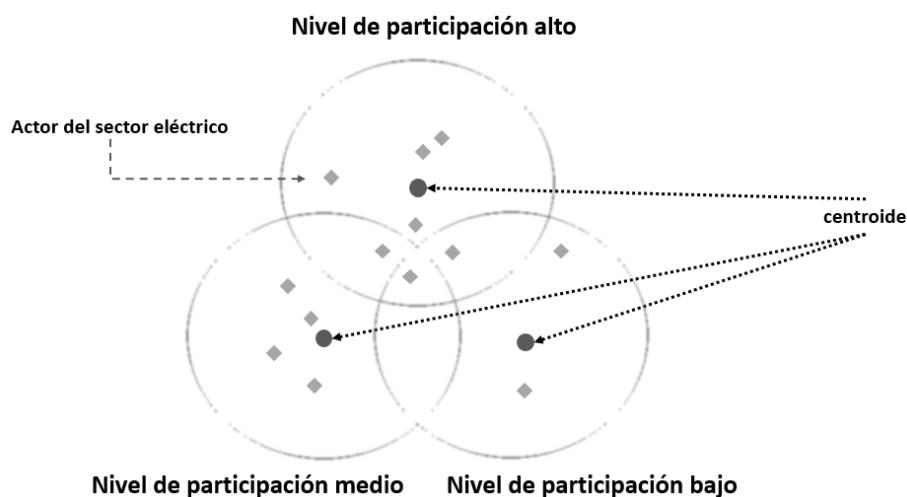 Nivel de participación alto
Actor del sector eléctrico
centroide
Nivel de participación medio
Nivel de participación bajo